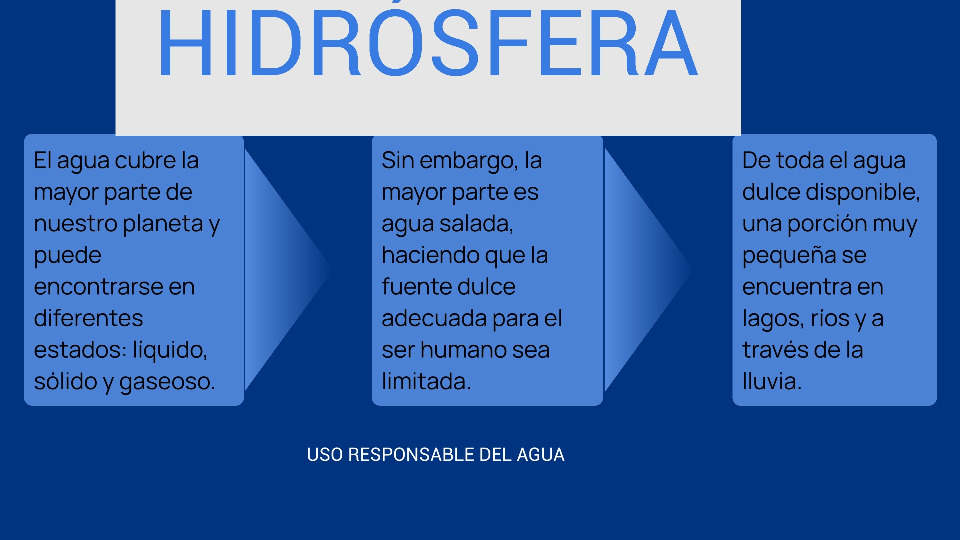 HIDRÓSFERA
El agua cubre la
mayor parte de
nuestro planeta y
puede
encontrarse en
diferentes
estados: líquido,
sólido y gaseoso.
Sin embargo, la
mayor parte es
agua salada,
haciendo que la
fuente dulce
adecuada para el
ser humano sea
limitada.
De toda el agua
dulce disponible,
una porción muy
pequeña se
encuentra en
lagos, ríos y a
través de la
lluvia.
USO RESPONSABLE DEL AGUA